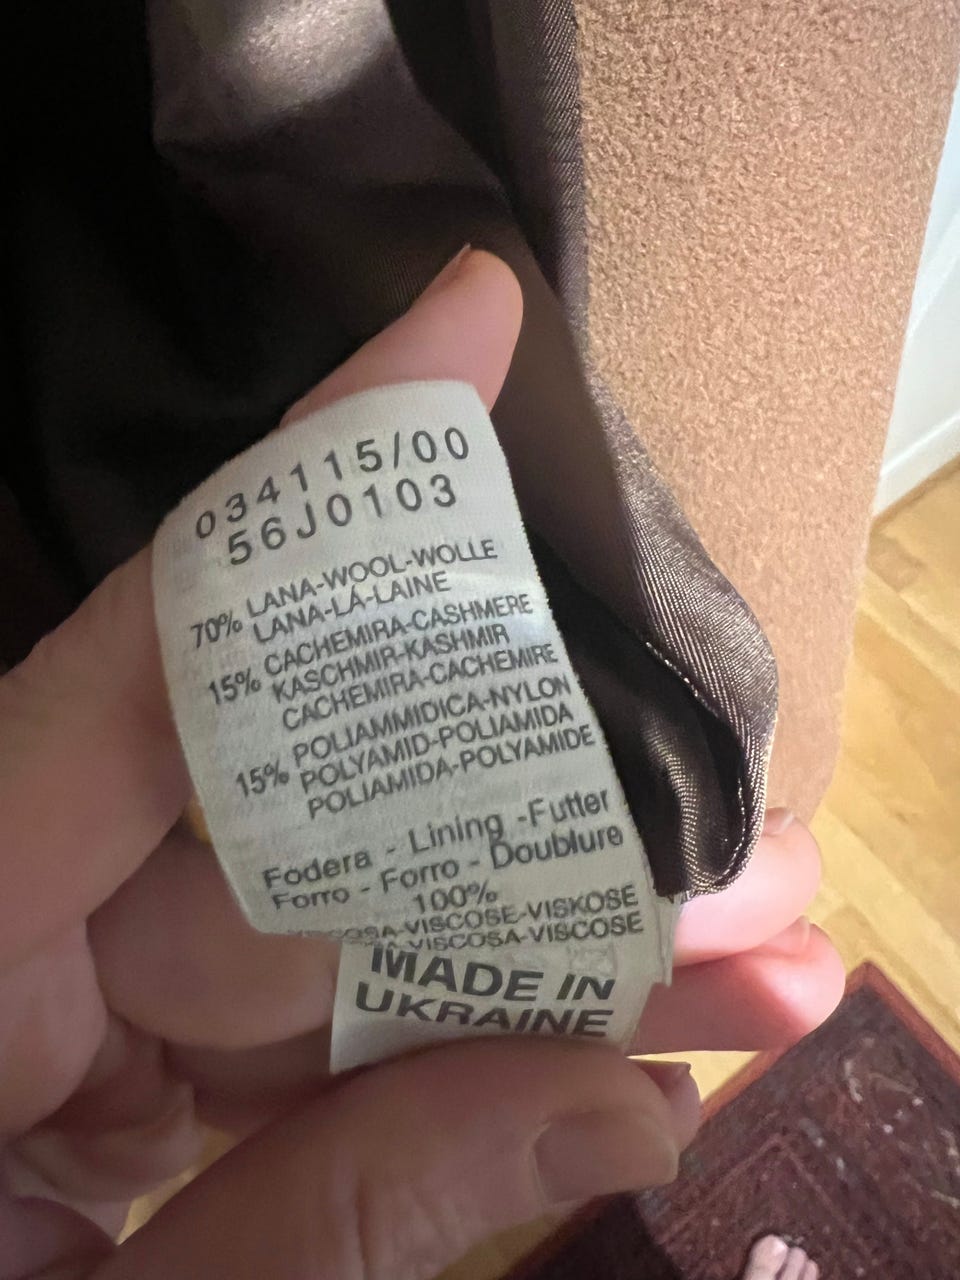 034115/00
56J0103
70% LANA-WOOL-WOLLE
LANA-LÃ-LAINE
15% CACHEMIRA-CASHMERE
KASCHMIR-KASHMIR
CACHEMIRA-CACHEMIRE
15% POLIAMMIDICA-NYLON
POLYAMID-POLIAMIDA
POLIAMIDA-POLYAMIDE
Fodera - Lining -Futter
Forro - Forro - Doublure
100%
-VISCOSE-VISKOSE
VISCOSA-VISCOSE
MADE IN
UKRAINE